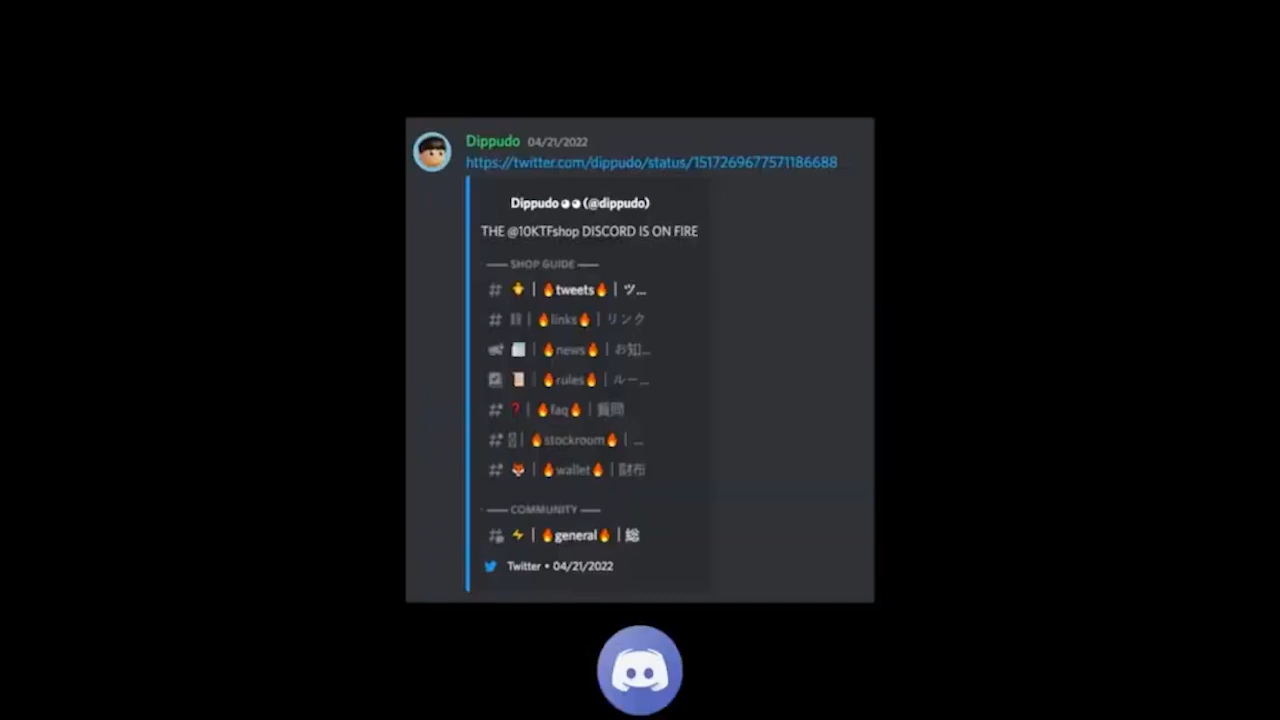 Dippudo 04/21/2022
https://twitter.com/dippudo/status/1517269677571186688
Dippudo (@dippudo)
THE @10KTFshop DISCORD IS ON FIRE
SHOP GUIDE
# | 🔥tweets🔥 | ツ...
# | 🔥links🔥 | リンク
| 🔥news🔥 | お知...
| 🔥rules🔥 | ルー...
# ❓ | 🔥faq🔥 | 質問
# | 🔥stockroom🔥 | ...
# 🦊 | 🔥wallet🔥 | 財布
COMMUNITY
# ⚡ | 🔥general🔥 | 総
Twitter • 04/21/2022